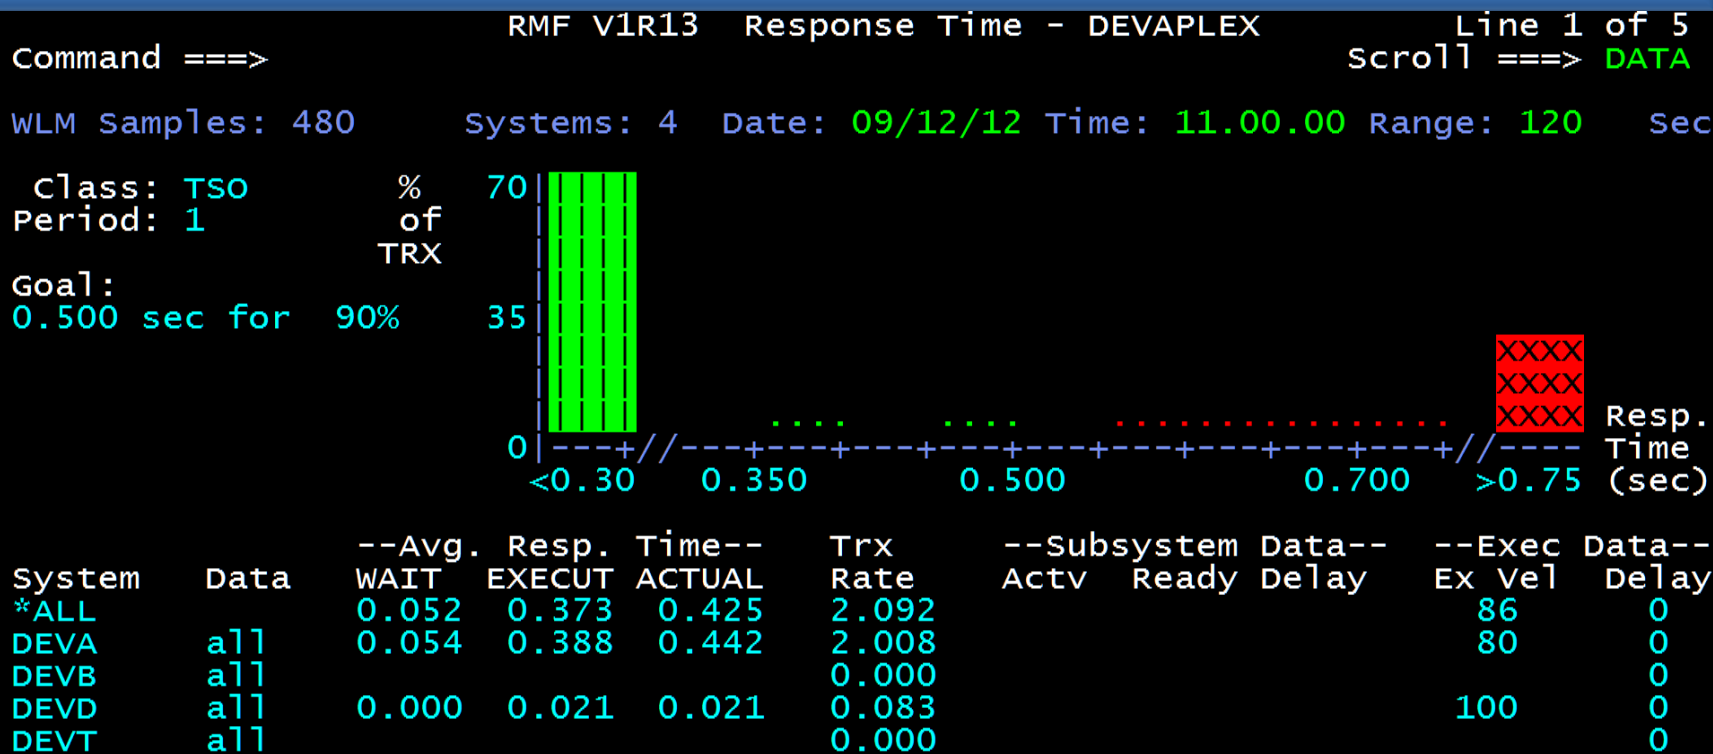 RMF V1R13 Response Time - DEVAPLEX Line 1 of 5
Command ===> Scroll ===> DATA
WLM Samples: 480 Systems: 4 Date: 09/12/12 Time: 11.00.00 Range: 120 Sec
Class: TSO % 70 |
Period: 1 of
TRX
Goal:
0.500 sec for 90% 35 |
XXXX
XXXX
.... .... ................ XXXX Resp.
0 |---+//---+---+---+---+---+---+---+---+---+//---- Time
<0.30 0.350 0.500 0.700 >0.75 (sec)
--Avg. Resp. Time-- Trx --Subsystem Data-- --Exec Data--
System Data WAIT EXECUT ACTUAL Rate Actv Ready Delay Ex Vel Delay
*ALL 0.052 0.373 0.425 2.092 86 0
DEVA all 0.054 0.388 0.442 2.008 80 0
DEVB all 0.000 0
DEVD all 0.000 0.021 0.021 0.083 100 0
DEVT all 0.000 0